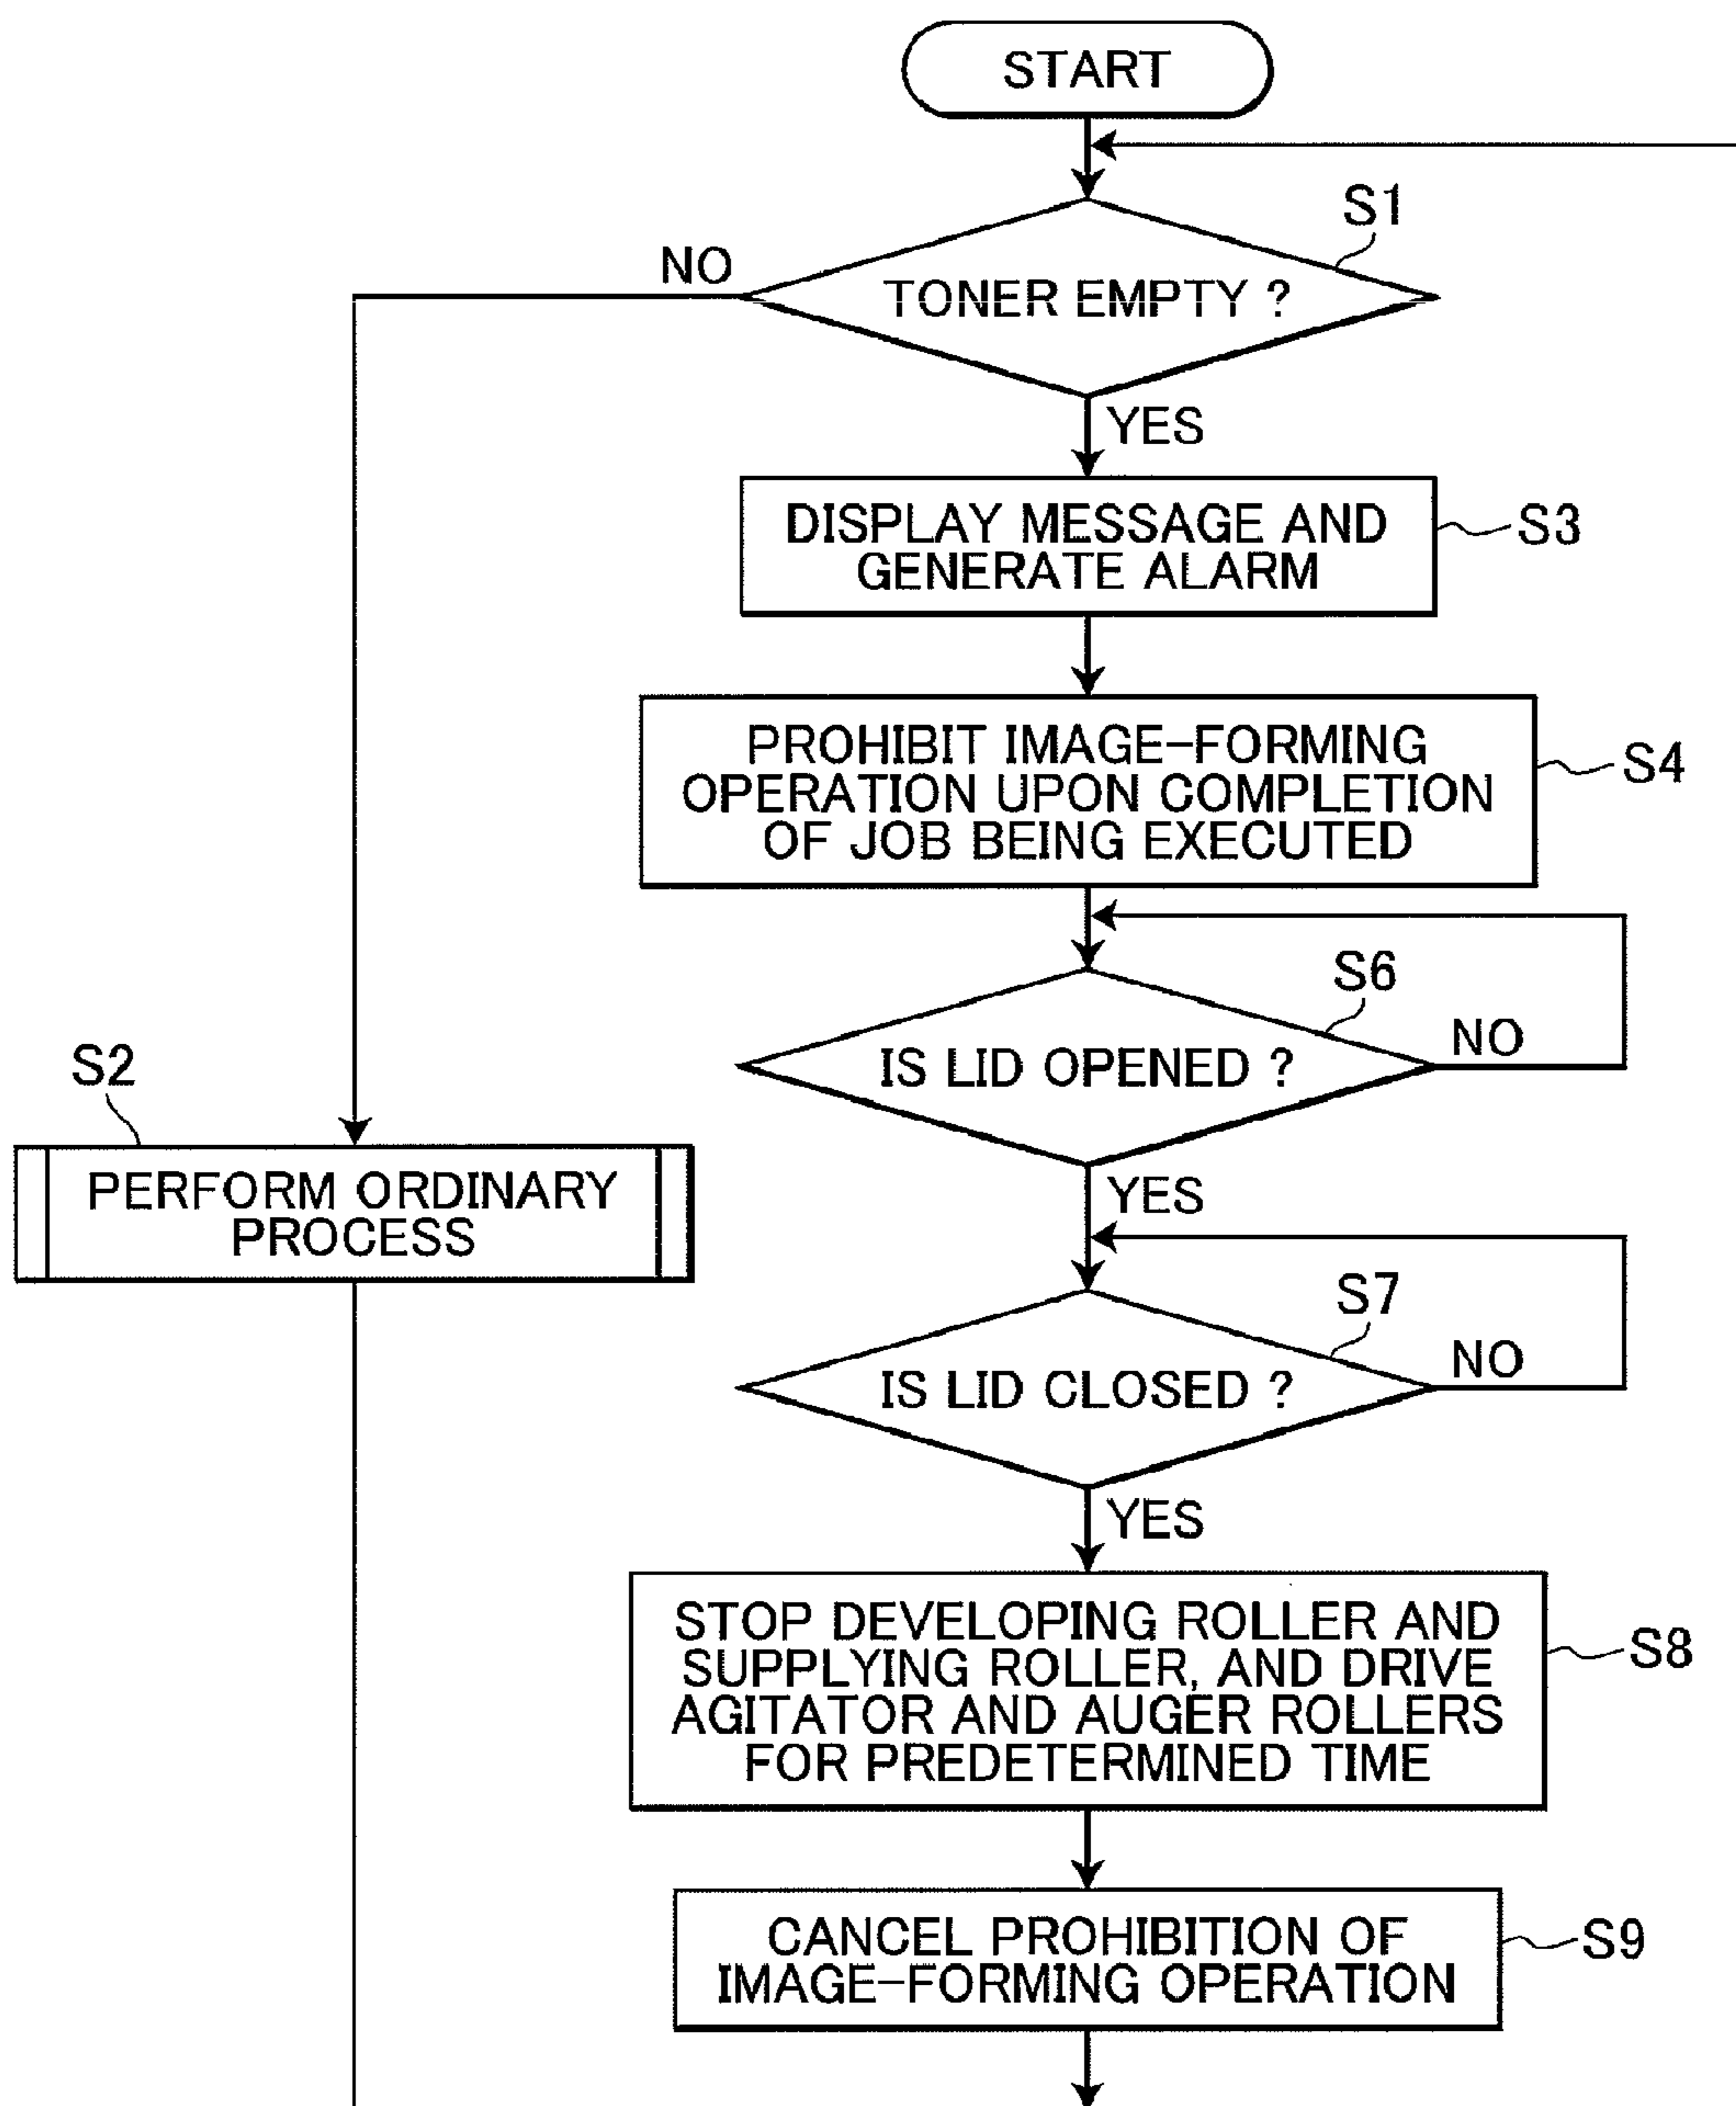 START
S1
NO
TONER EMPTY ?
YES
DISPLAY MESSAGE AND
GENERATE ALARM
S3
PROHIBIT IMAGE-FORMING
OPERATION UPON COMPLETION
OF JOB BEING EXECUTED
S4
S6
IS LID OPENED ?
NO
S2
PERFORM ORDINARY
PROCESS
YES
S7
IS LID CLOSED ?
NO
YES
STOP DEVELOPING ROLLER AND
SUPPLYING ROLLER, AND DRIVE
AGITATOR AND AUGER ROLLERS
FOR PREDETERMINED TIME
S8
CANCEL PROHIBITION OF
IMAGE-FORMING OPERATION
S9